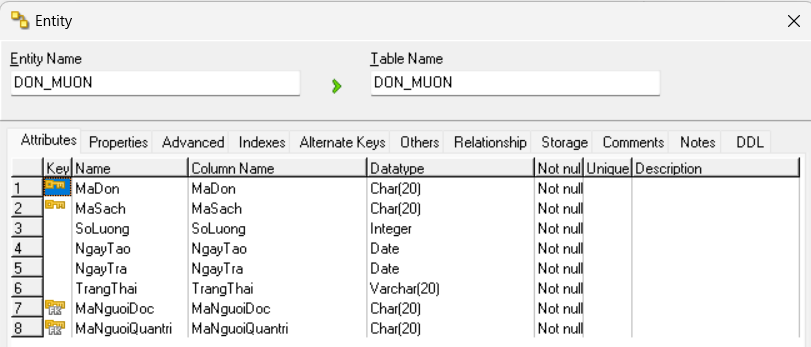 Entity
Entity Name
Table Name
DON_MUON
DON_MUON
Attributes Properties Advanced Indexes Alternate Keys Others Relationship Storage Comments Notes DDL
Key Name Column Name Datatype Not nul Unique Description
1 MaDon MaDon Char(20) Not null
2 MaSach MaSach Char(20) Not null
3 SoLuong SoLuong Integer Not null
4 NgayTao NgayTao Date Not null
5 NgayTra NgayTra Date Not null
6 TrangThai TrangThai Varchar(20) Not null
7 FK MaNguoiDoc MaNguoiDoc Char(20) Not null
8 FK MaNguoiQuantri MaNguoiQuantri Char(20) Not null